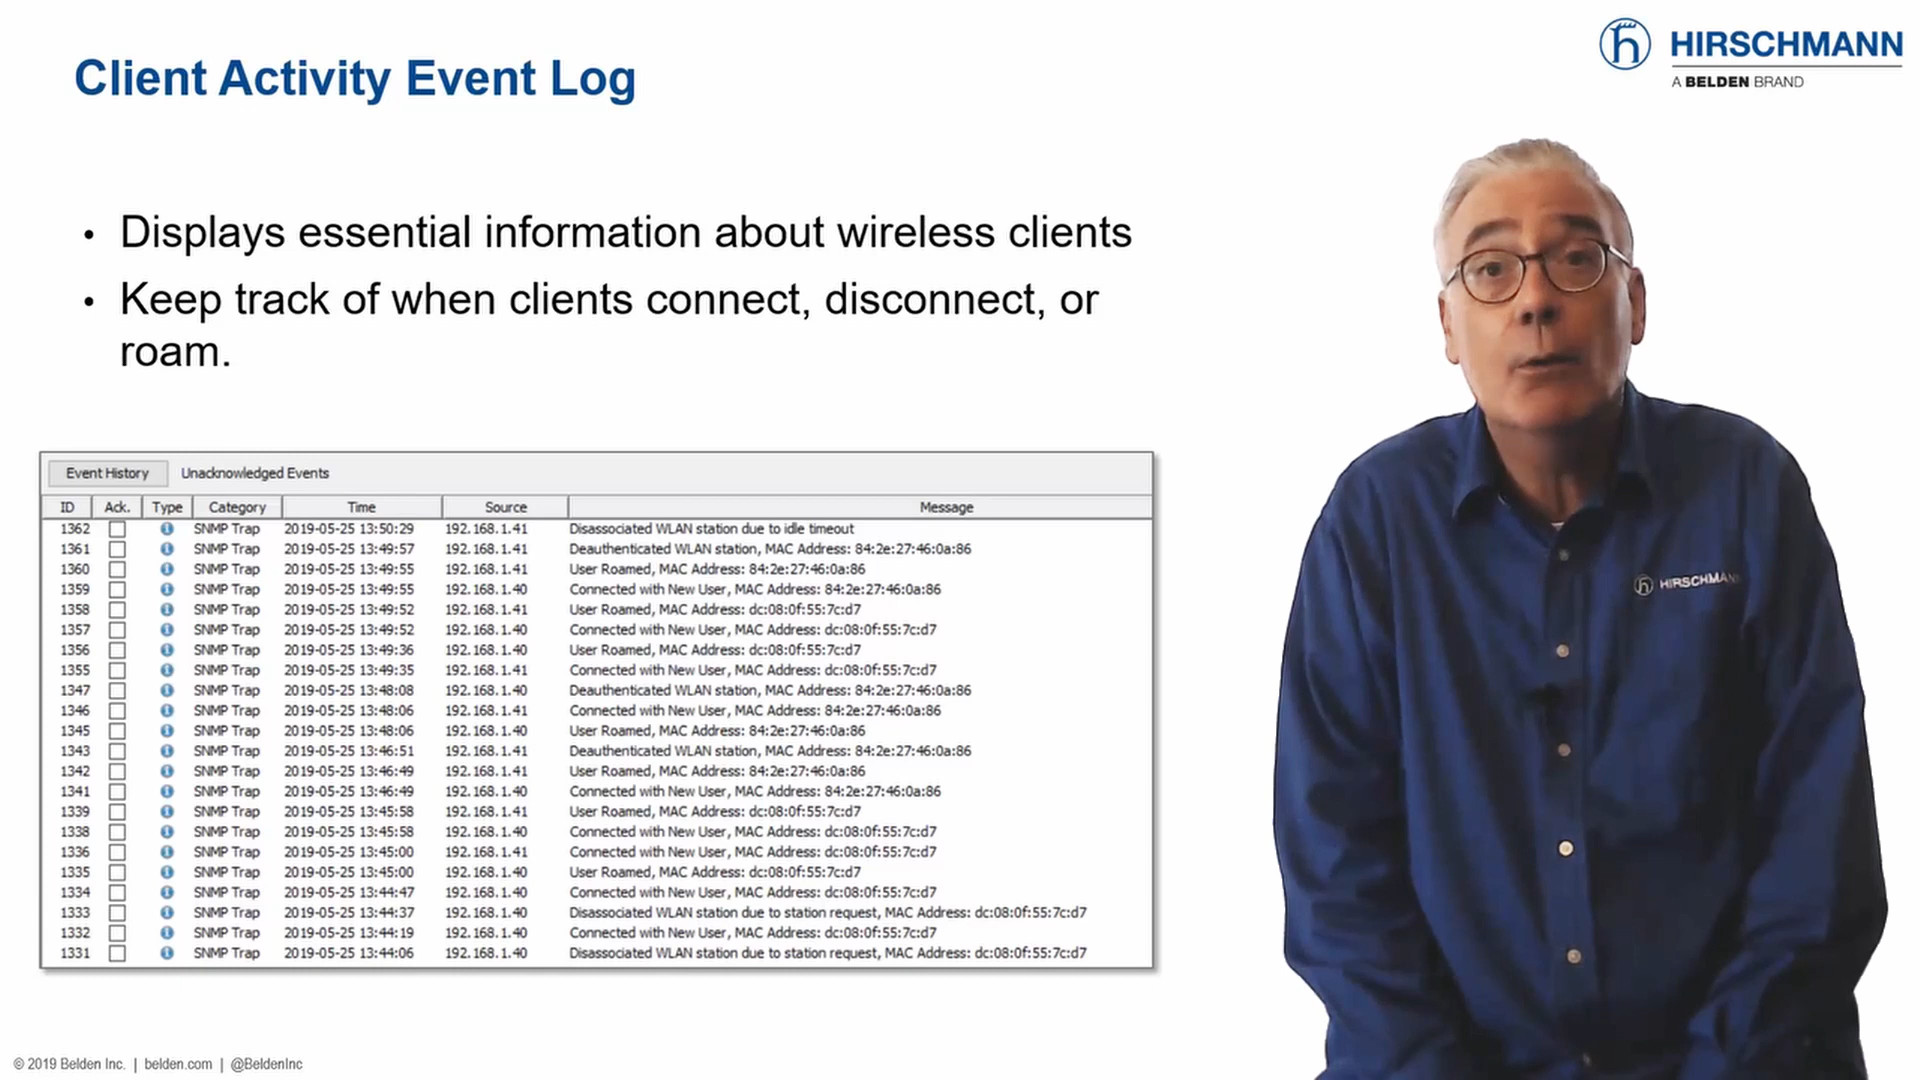 Client Activity Event Log
HIRSCHMANN
A BELDEN BRAND
• Displays essential information about wireless clients
• Keep track of when clients connect, disconnect, or
roam.
Event History Unacknowledged Events
ID Ack. Type Category Time Source Message
1362 SNMP Trap 2019-05-25 13:50:29 192.168.1.41 Disassociated WLAN station due to idle timeout
1361 SNMP Trap 2019-05-25 13:49:57 192.168.1.41 Deauthenticated WLAN station, MAC Address: 84:2e:27:46:0a:86
1360 SNMP Trap 2019-05-25 13:49:55 192.168.1.41 User Roamed, MAC Address: 84:2e:27:46:0a:86
1359 SNMP Trap 2019-05-25 13:49:55 192.168.1.40 Connected with New User, MAC Address: 84:2e:27:46:0a:86
1358 SNMP Trap 2019-05-25 13:49:52 192.168.1.41 User Roamed, MAC Address: dc:08:0f:55:7c:d7
1357 SNMP Trap 2019-05-25 13:49:52 192.168.1.40 Connected with New User, MAC Address: dc:08:0f:55:7c:d7
1356 SNMP Trap 2019-05-25 13:49:36 192.168.1.40 User Roamed, MAC Address: dc:08:0f:55:7c:d7
1355 SNMP Trap 2019-05-25 13:49:35 192.168.1.41 Connected with New User, MAC Address: dc:08:0f:55:7c:d7
1347 SNMP Trap 2019-05-25 13:48:08 192.168.1.40 Deauthenticated WLAN station, MAC Address: 84:2e:27:46:0a:86
1346 SNMP Trap 2019-05-25 13:48:06 192.168.1.41 Connected with New User, MAC Address: 84:2e:27:46:0a:86
1345 SNMP Trap 2019-05-25 13:48:06 192.168.1.40 User Roamed, MAC Address: 84:2e:27:46:0a:86
1343 SNMP Trap 2019-05-25 13:46:51 192.168.1.41 Deauthenticated WLAN station, MAC Address: 84:2e:27:46:0a:86
1342 SNMP Trap 2019-05-25 13:46:49 192.168.1.41 User Roamed, MAC Address: 84:2e:27:46:0a:86
1341 SNMP Trap 2019-05-25 13:46:49 192.168.1.40 Connected with New User, MAC Address: 84:2e:27:46:0a:86
1339 SNMP Trap 2019-05-25 13:45:58 192.168.1.41 User Roamed, MAC Address: dc:08:0f:55:7c:d7
1338 SNMP Trap 2019-05-25 13:45:58 192.168.1.40 Connected with New User, MAC Address: dc:08:0f:55:7c:d7
1336 SNMP Trap 2019-05-25 13:45:00 192.168.1.41 Connected with New User, MAC Address: dc:08:0f:55:7c:d7
1335 SNMP Trap 2019-05-25 13:45:00 192.168.1.40 User Roamed, MAC Address: dc:08:0f:55:7c:d7
1334 SNMP Trap 2019-05-25 13:44:47 192.168.1.40 Connected with New User, MAC Address: dc:08:0f:55:7c:d7
1333 SNMP Trap 2019-05-25 13:44:37 192.168.1.40 Disassociated WLAN station due to station request, MAC Address: dc:08:0f:55:7c:d7
1332 SNMP Trap 2019-05-25 13:44:19 192.168.1.40 Connected with New User, MAC Address: dc:08:0f:55:7c:d7
1331 SNMP Trap 2019-05-25 13:44:06 192.168.1.40 Disassociated WLAN station due to station request, MAC Address: dc:08:0f:55:7c:d7
HIRSCHMANN
© 2019 Belden Inc. | belden.com | @BeldenInc